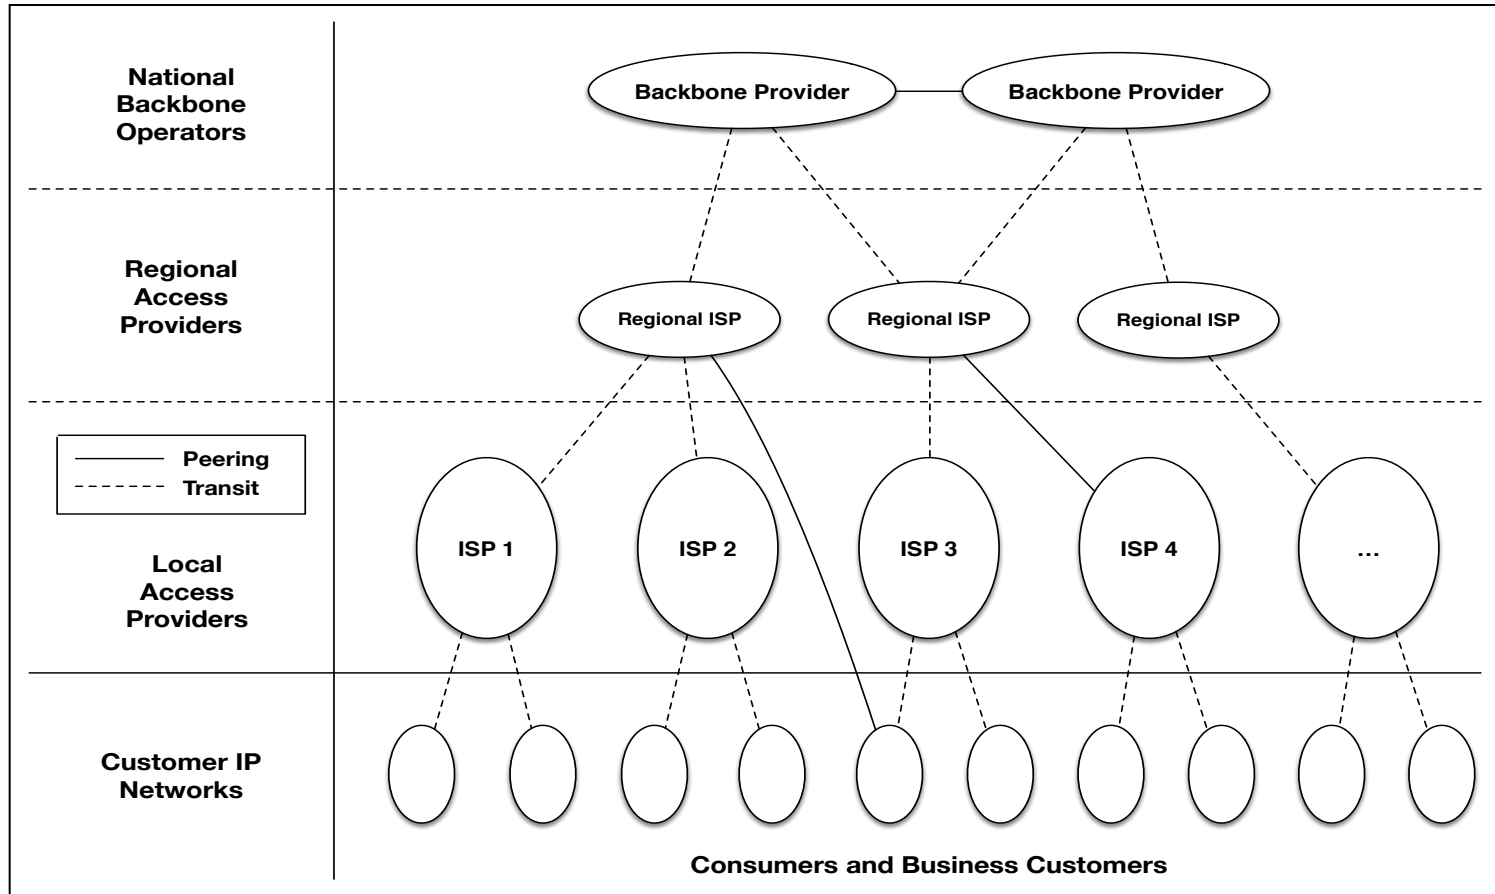 National
Backbone
Operators
Backbone Provider
Backbone Provider
Regional
Access
Providers
Regional ISP
Regional ISP
Regional ISP
Peering
Transit
Local
Access
Providers
ISP 1
ISP 2
ISP 3
ISP 4
...
Customer IP
Networks
Consumers and Business Customers